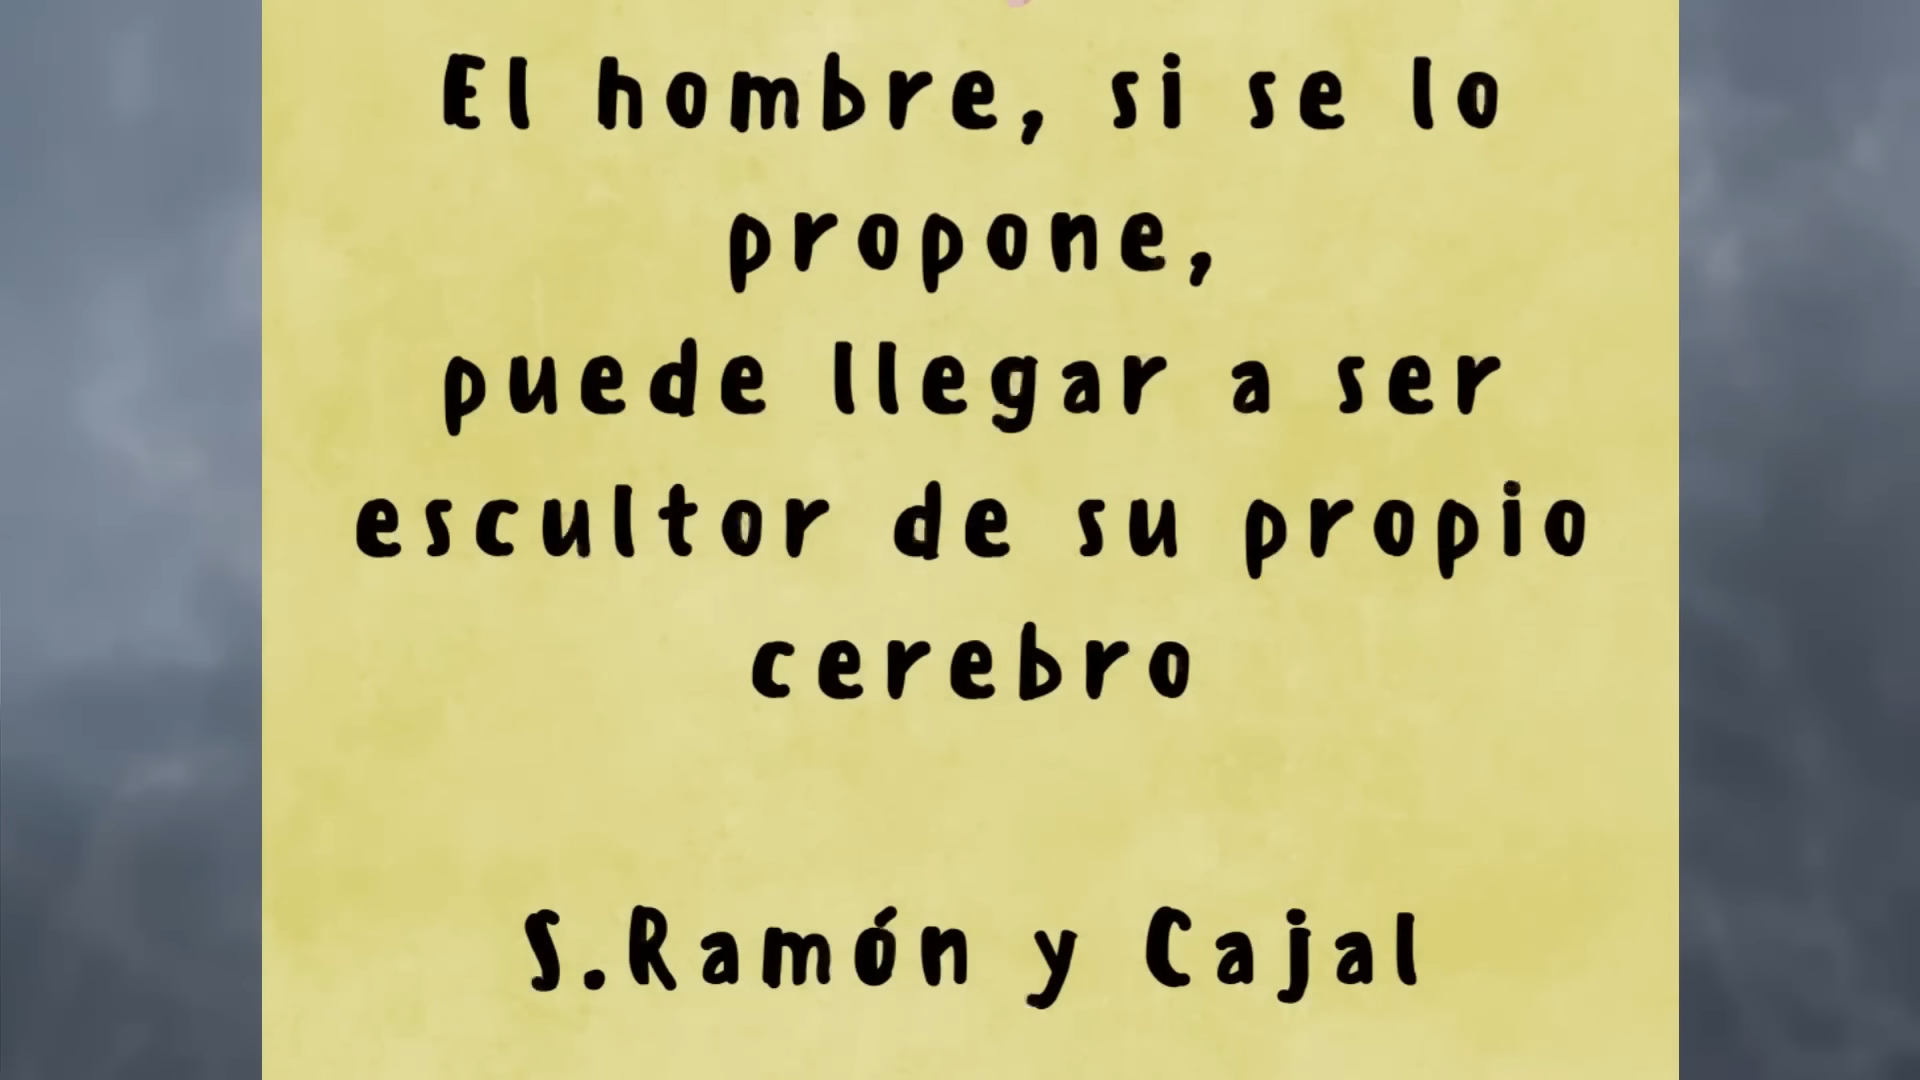 El hombre, si se lo
propone,
puede llegar a ser
escultor de su propio
cerebro
S.Ramón y Cajal